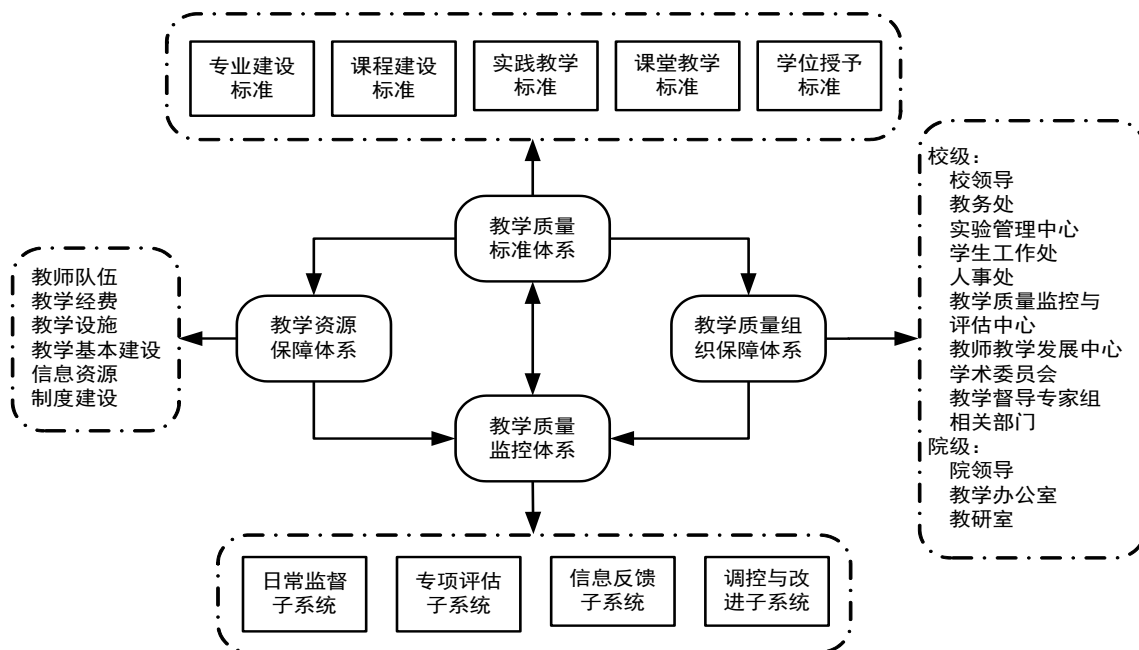 专业建设
标准
课程建设
标准
实践教学
标准
课堂教学
标准
学位授予
标准
教学质量
标准体系
教师队伍
教学经费
教学设施
教学基本建设
信息资源
制度建设
教学资源
保障体系
教学质量组
织保障体系
校级：
校领导
教务处
实验管理中心
学生工作处
人事处
教学质量监控与
评估中心
教师教学发展中心
学术委员会
教学督导专家组
相关部门
院级：
院领导
教学办公室
教研室
教学质量
监控体系
日常监督
子系统
专项评估
子系统
信息反馈
子系统
调控与改
进子系统